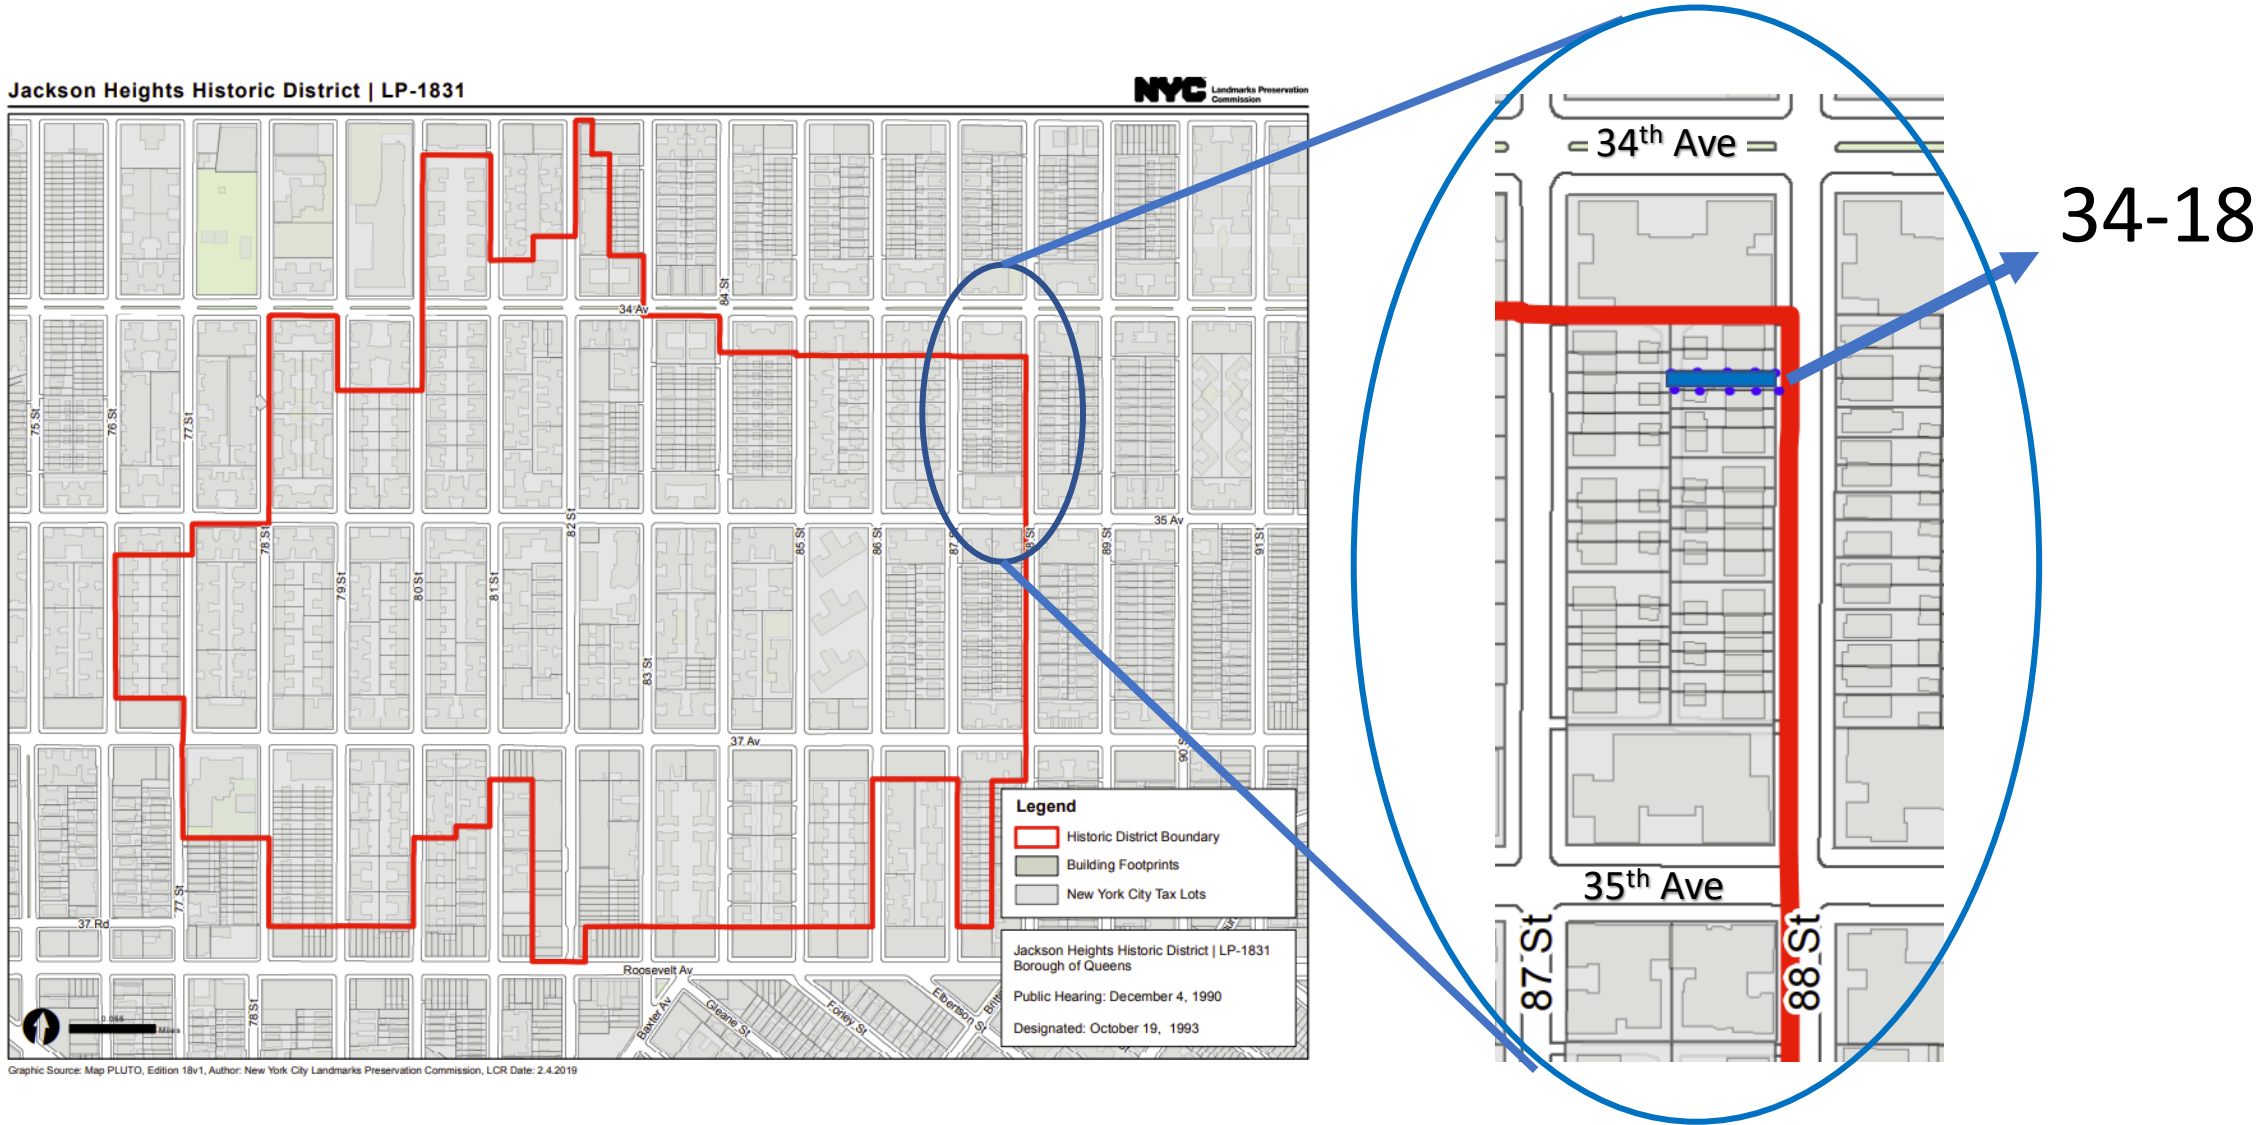 Jackson Heights Historic District | LP-1831
NYC Landmarks Preservation
Commission
84 St
34 Av
75 St
76 St
77 St
78 St
82 St
85 St
86 St
35 Av
89 St
91 St
79 St
80 St
81 St
83 St
37 Av
90 St
77 St
37 Rd
78 St
Roosevelt Av
Baxter Av
Gleane St
Forley St
Elbertson St
Legend
Historic District Boundary
Building Footprints
New York City Tax Lots
Jackson Heights Historic District | LP-1831
Borough of Queens
Public Hearing: December 4, 1990
Designated: October 19, 1993
Miles
Graphic Source: Map PLUTO, Edition 18v1, Author: New York City Landmarks Preservation Commission, LCR Date: 2.4.2019
34th Ave
34-18
35th Ave
87 St
88 St